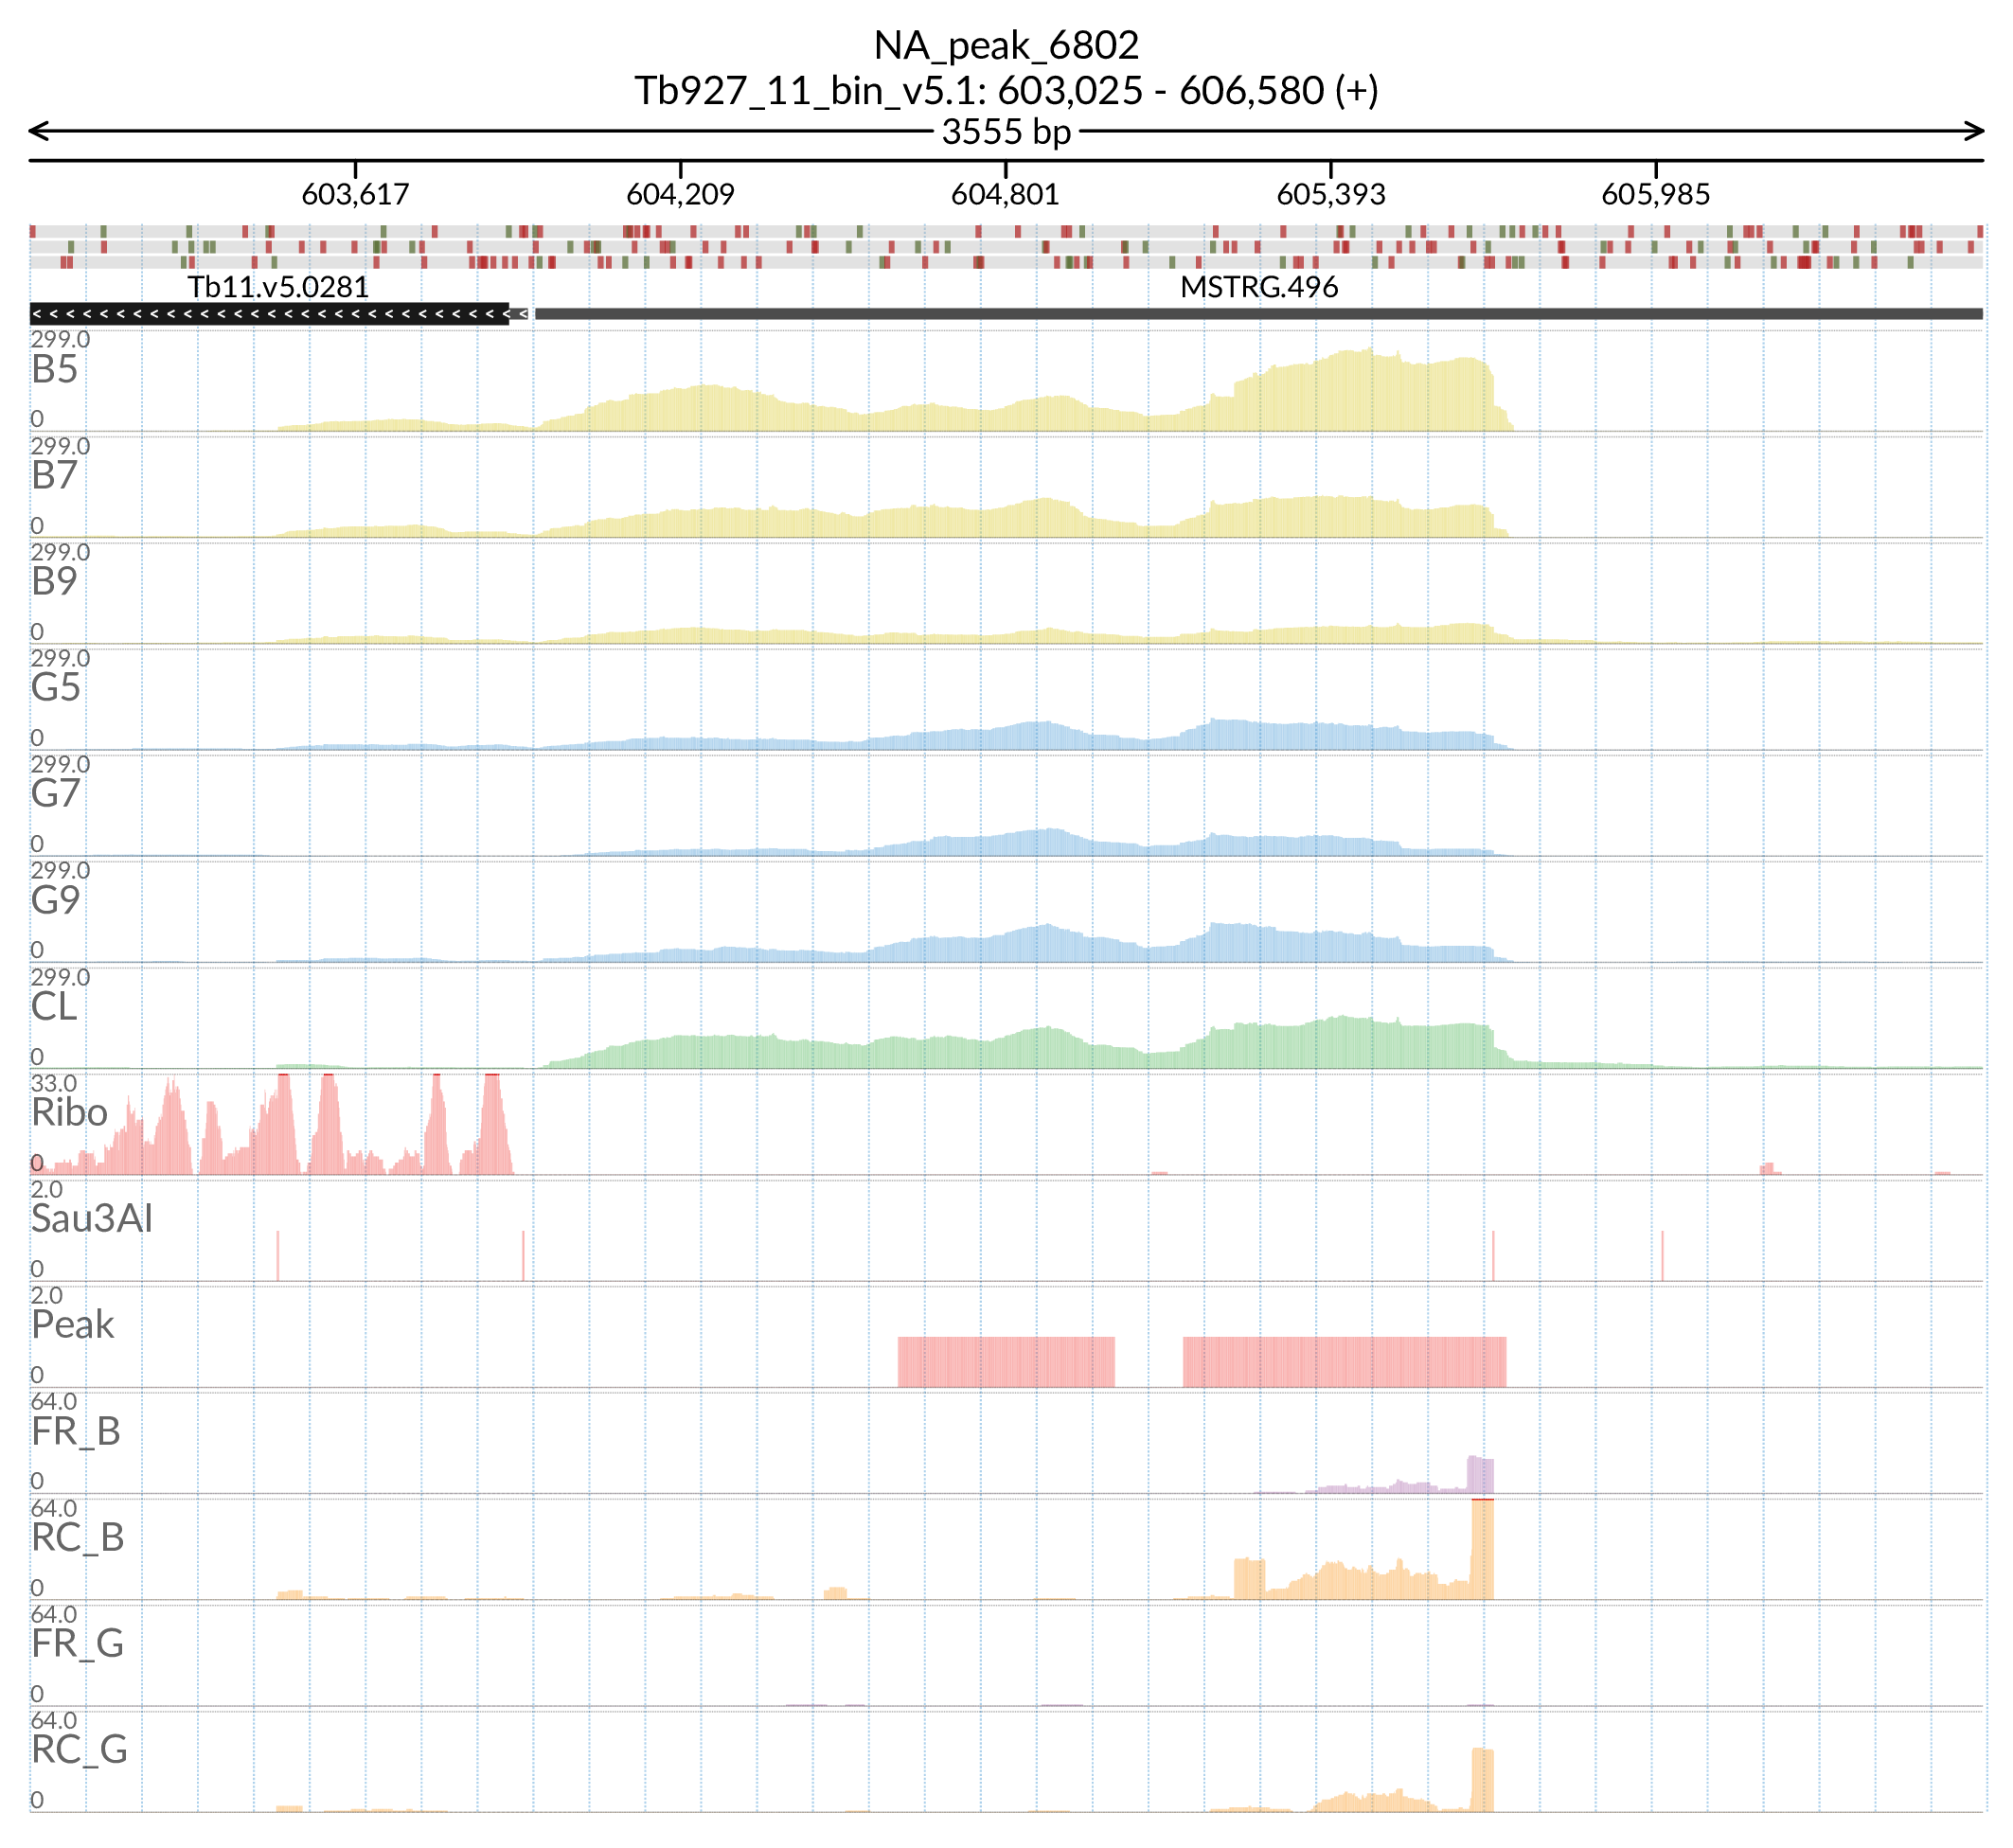 NA_peak_6802
Tb927_11_bin_v5.1: 603,025 - 606,580 (+)
3555 bp
603,617 604,209 604,801 605,393 605,985
Tb11.v5.0281 MSTRG.496
299.0
B5
0
299.0
B7
0
299.0
B9
0
299.0
G5
0
299.0
G7
0
299.0
G9
0
299.0
CL
0
33.0
Ribo
0
2.0
Sau3AI
0
2.0
Peak
0
64.0
FR_B
0
64.0
RC_B
0
64.0
FR_G
0
64.0
RC_G
0